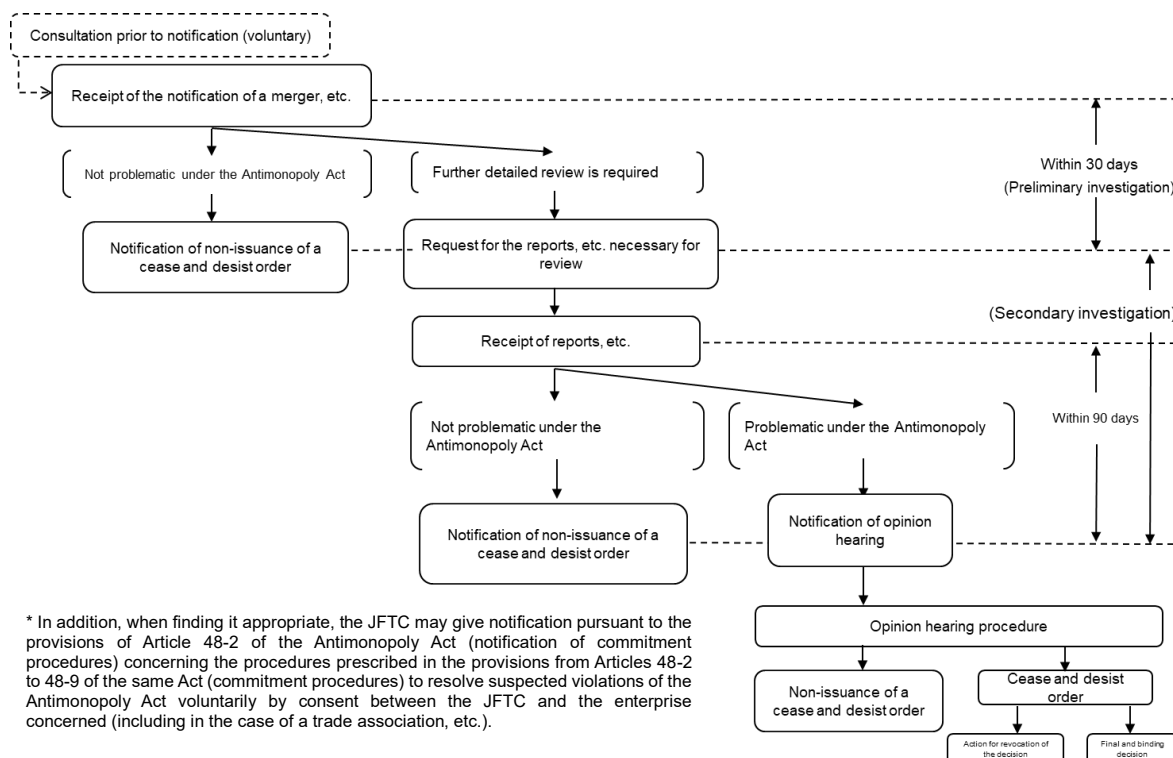 Consultation prior to notification (voluntary)
Receipt of the notification of a merger, etc.
Within 30 days
(Preliminary investigation)
Not problematic under the Antimonopoly Act
Further detailed review is required
Notification of non-issuance of a
cease and desist order
Request for the reports, etc. necessary for
review
(Secondary investigation)
Receipt of reports, etc.
Within 90 days
Not problematic under the
Antimonopoly Act
Problematic under the Antimonopoly
Act
Notification of non-issuance of a
cease and desist order
Notification of opinion
hearing
* In addition, when finding it appropriate, the JFTC may give notification pursuant to the
provisions of Article 48-2 of the Antimonopoly Act (notification of commitment
procedures) concerning the procedures prescribed in the provisions from Articles 48-2
to 48-9 of the same Act (commitment procedures) to resolve suspected violations of the
Antimonopoly Act voluntarily by consent between the JFTC and the enterprise
concerned (including in the case of a trade association, etc.).
Opinion hearing procedure
Non-issuance of a
cease and desist order
Cease and desist
order
Action for revocation of
the decision
Final and binding
decision